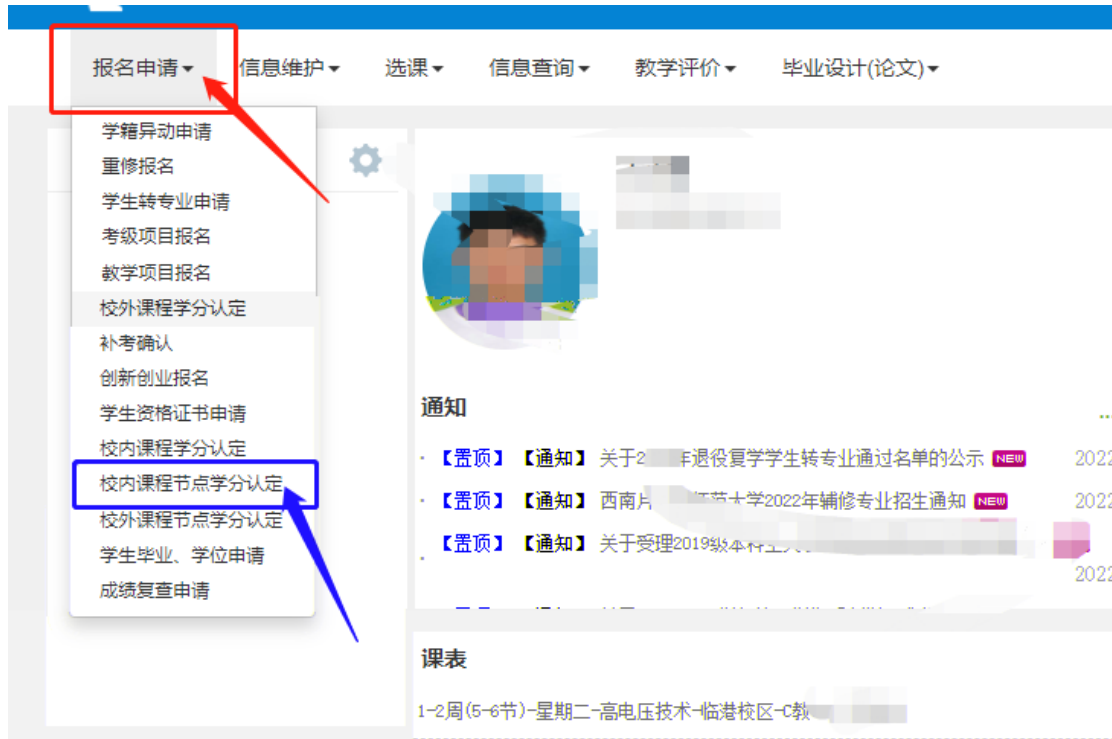 报名申请 信息维护 选课 信息查询 教学评价 毕业设计(论文)
学籍异动申请
重修报名
学生转专业申请
考级项目报名
教学项目报名
校外课程学分认定
补考确认
创新创业报名
学生资格证书申请
校内课程学分认定
校内课程节点学分认定
校外课程节点学分认定
学生毕业、学位申请
成绩复查申请
通知
...
【置顶】【通知】关于2 年退役复学学生转专业通过名单的公示 NEW 2022
【置顶】【通知】西南片 师范大学2022年辅修专业招生通知 NEW 2022
【置顶】【通知】关于受理2019级本科生
2022
课表
1-2周(5-6节)-星期二-高电压技术-临港校区-C教